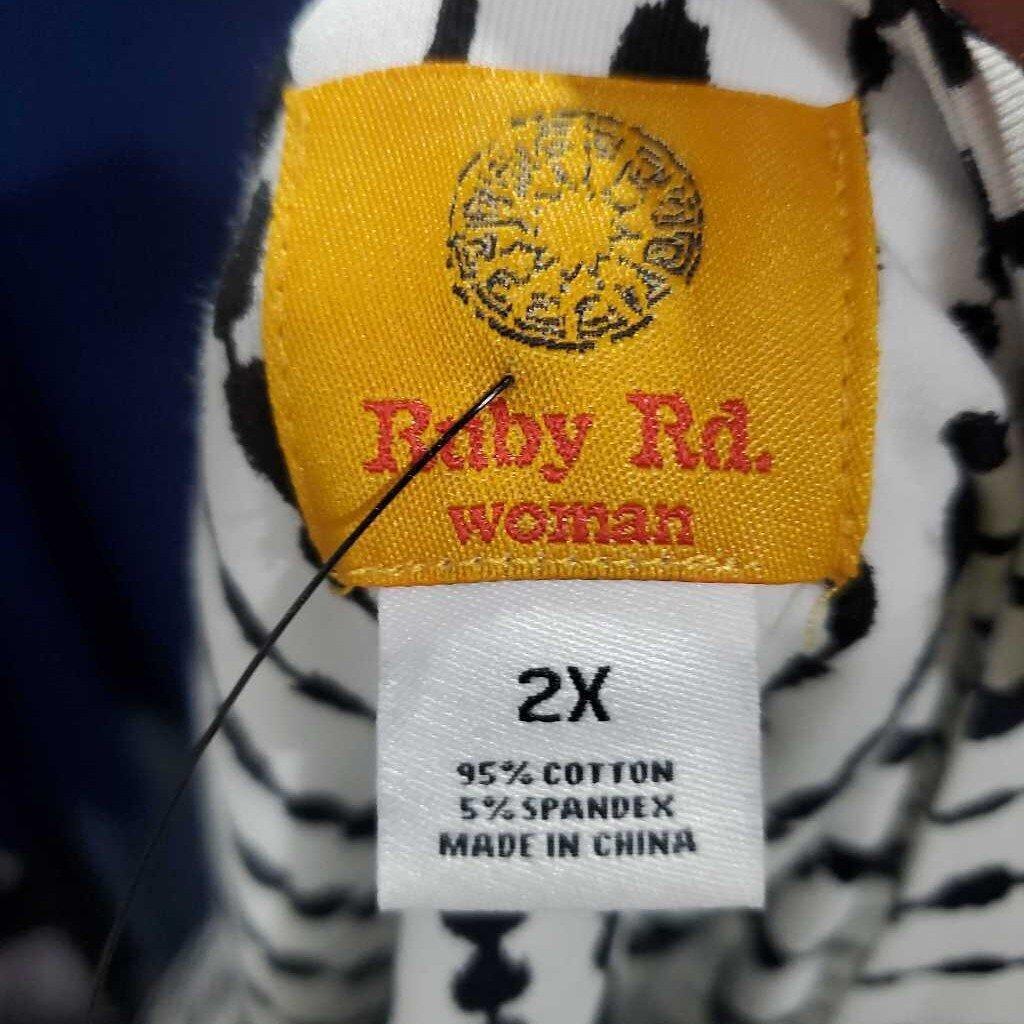 Ruby Rd.
woman
2X
95% COTTON
5% SPANDEX
MADE IN CHINA